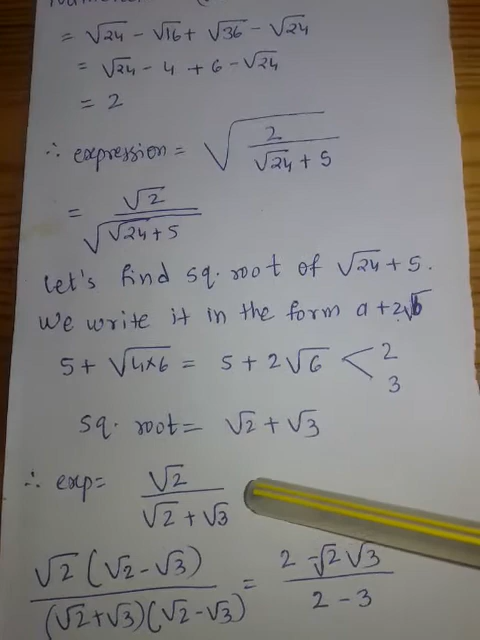 = √24 - √16 + √36 - √24
= √24 - 4 + 6 - √24
= 2
∴ expression = √(2/(√24 + 5))
= √2/√(√24 + 5)
Let's find sq. root of √24 + 5.
We write it in the form a + 2√b
5 + √(4×6) = 5 + 2√6 < 2 3
sq. root = √2 + √3
∴ exp = √2/(√2 + √3)
√2(√2 - √3)/((√2 + √3)(√2 - √3)) = (2 - √2√3)/(2 - 3)